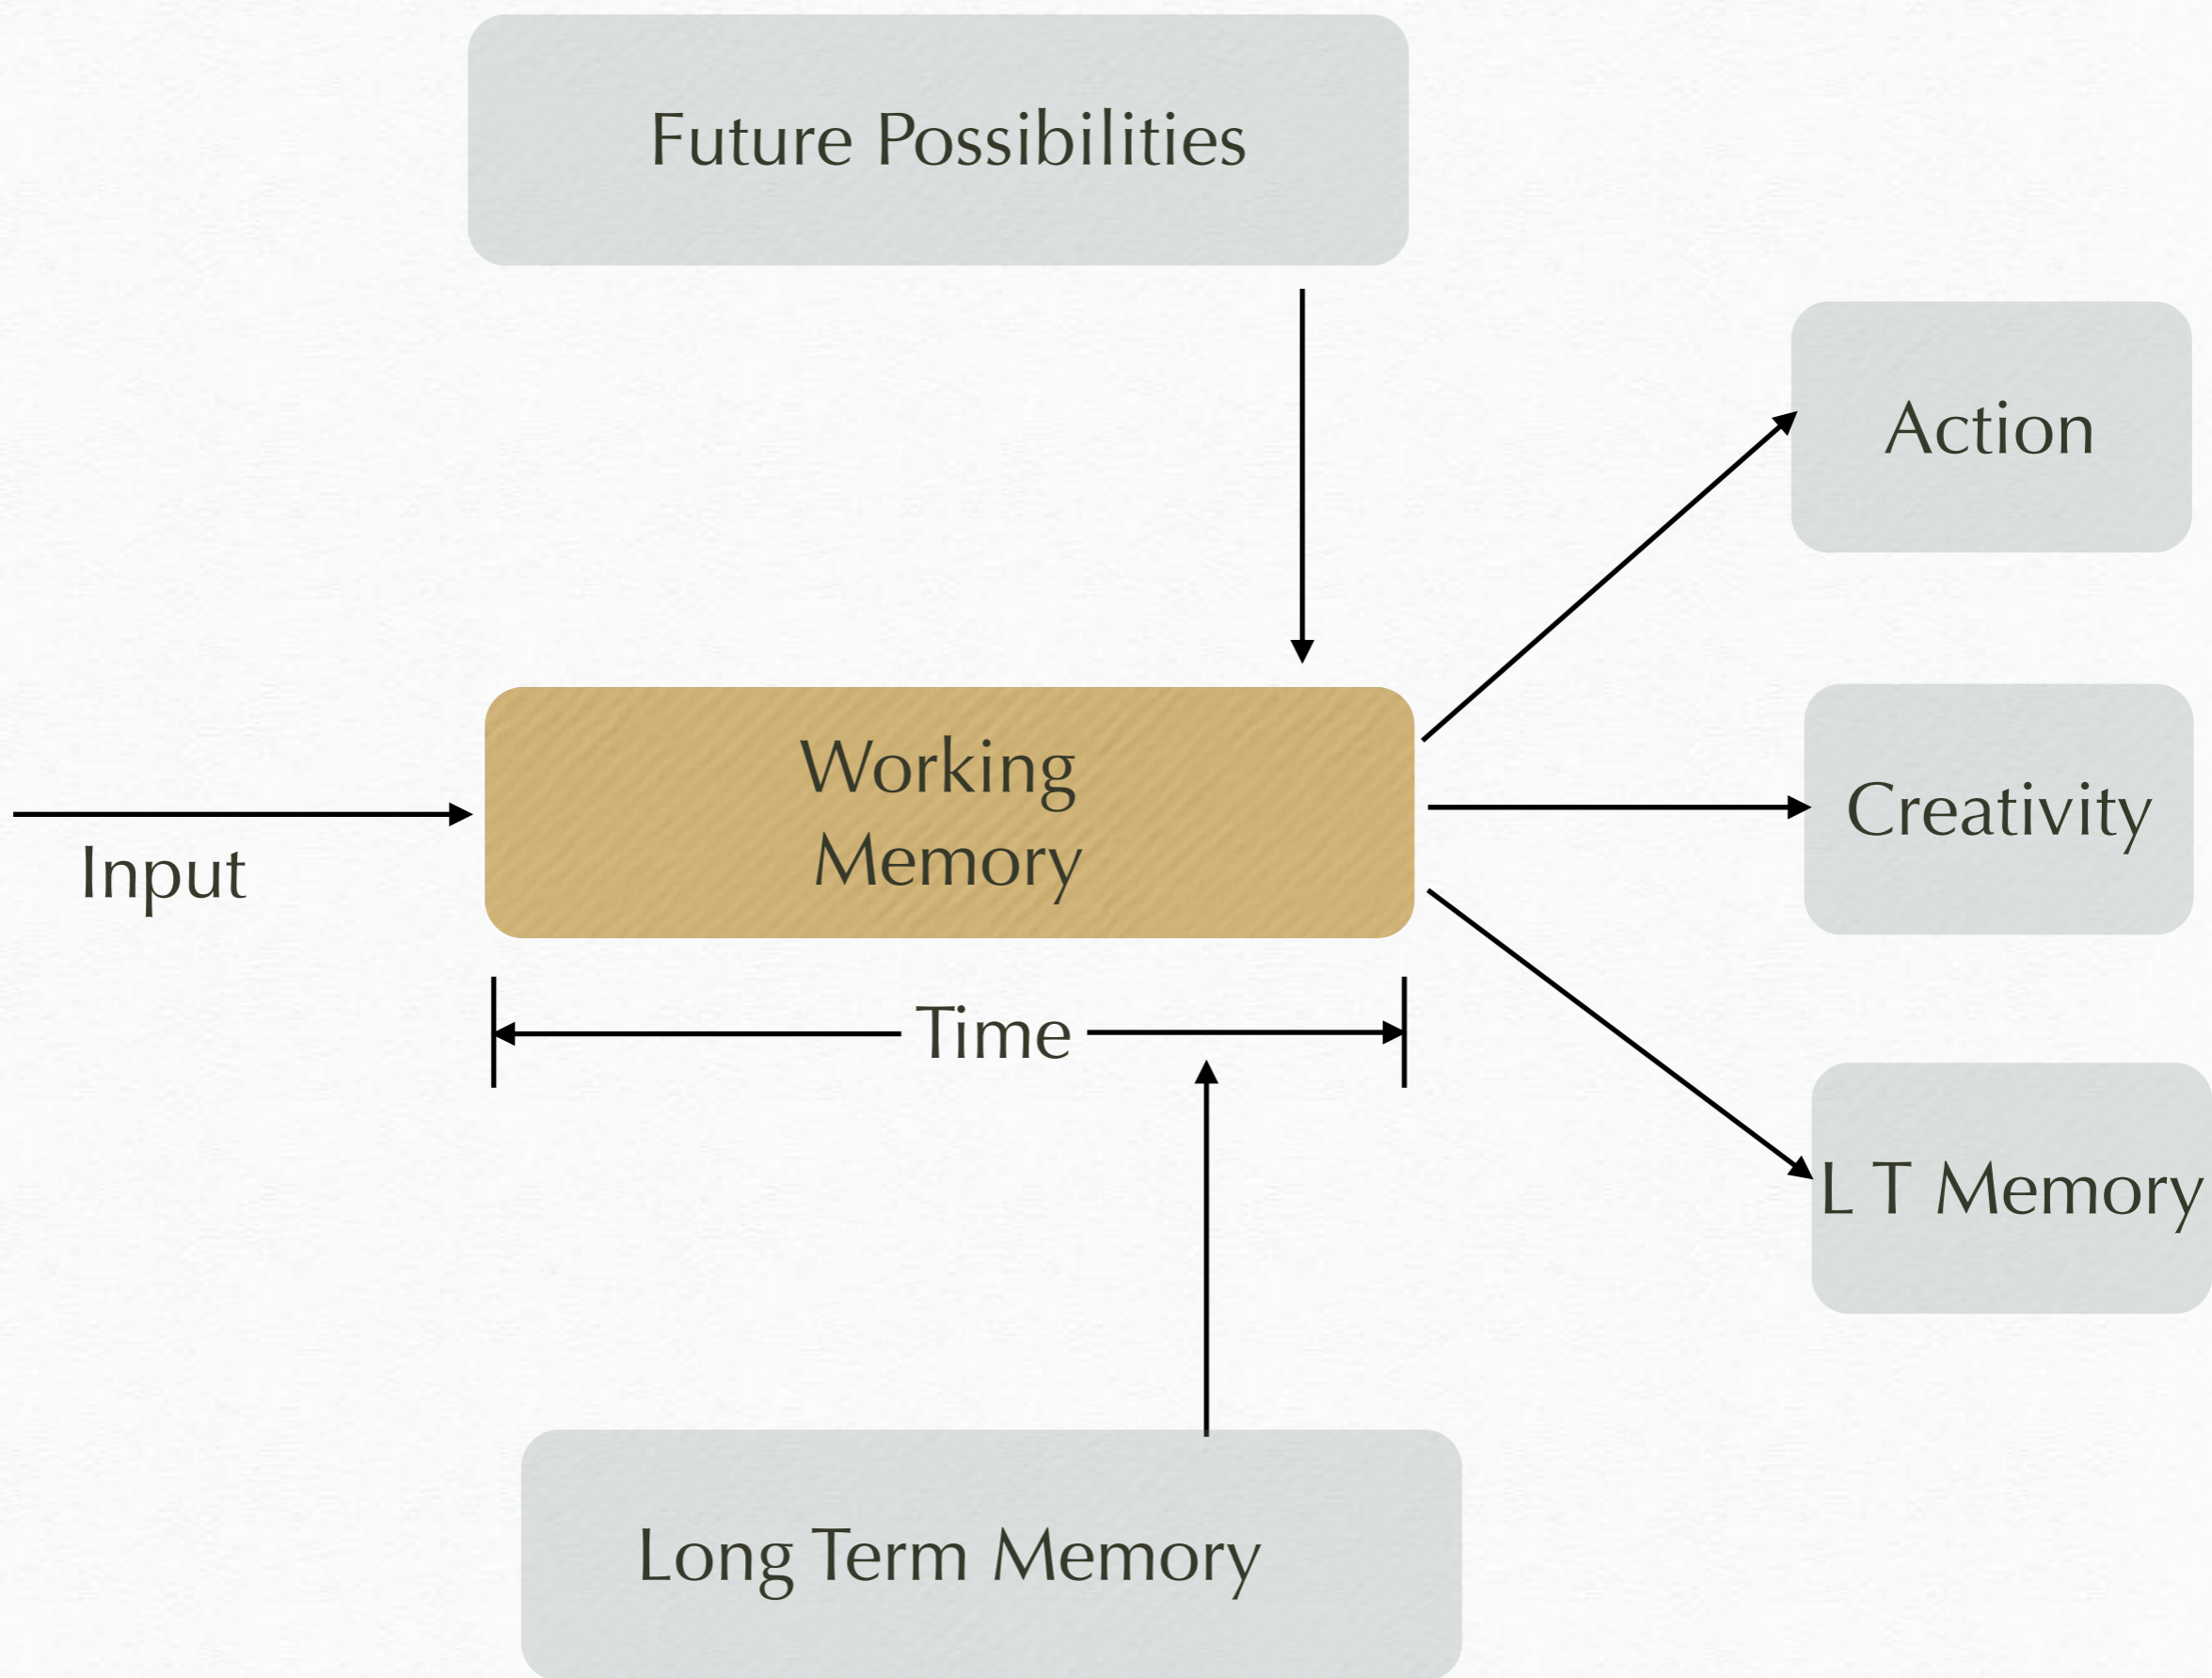 Future Possibilities
Action
Working
Memory
Creativity
Input
Time
L T Memory
Long Term Memory